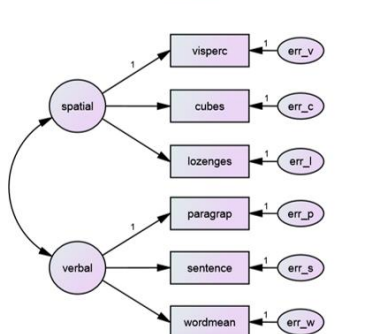 1 visperc 1 err_v
spatial
cubes 1 err_c
lozenges 1 err_l
1 paragrap 1 err_p
verbal
sentence 1 err_s
wordmean 1 err_w